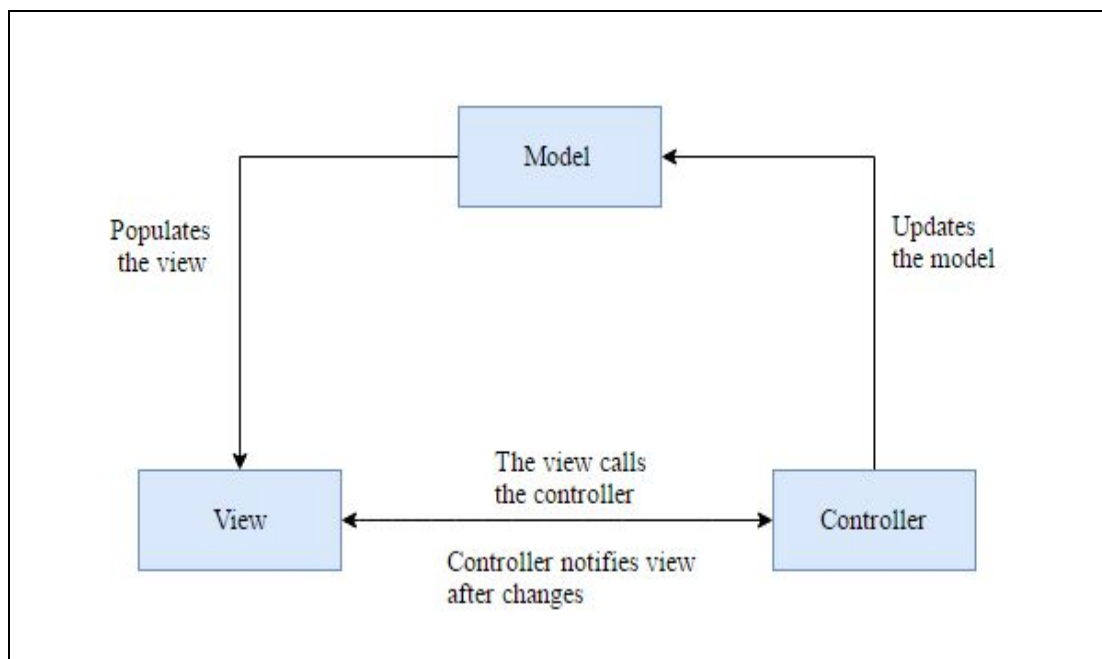 Model
Populates
the view
Updates
the model
The view calls
the controller
View
Controller
Controller notifies view
after changes